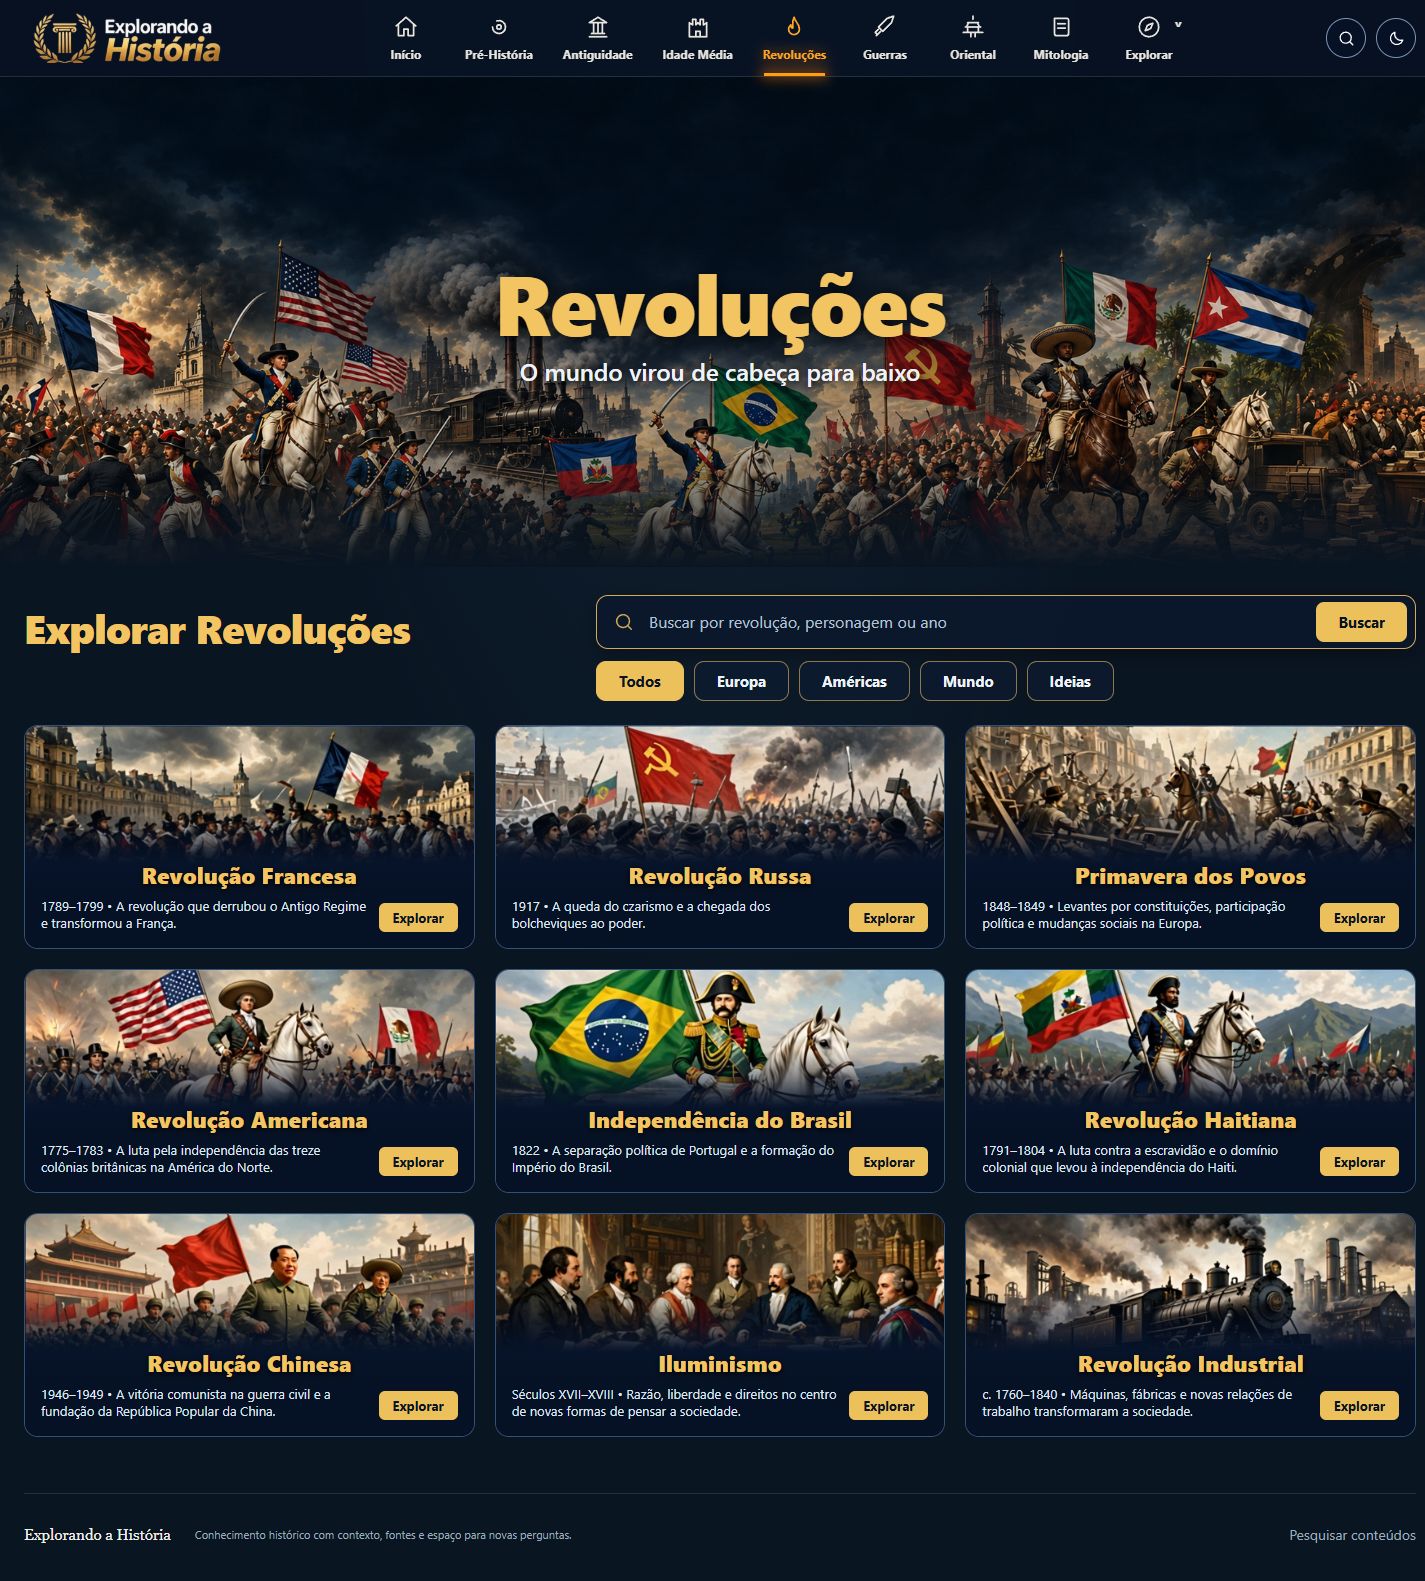 Explorando a
História
Início
Pré-História
Antiguidade
Idade Média
Revoluções
Guerras
Oriental
Mitologia
Explorar
Revoluções
O mundo virou de cabeça para baixo
Explorar Revoluções
Buscar por revolução, personagem ou ano
Buscar
Todos
Europa
Américas
Mundo
Ideias
Revolução Francesa
1789–1799 • A revolução que derrubou o Antigo Regime
e transformou a França.
Explorar
Revolução Russa
1917 • A queda do czarismo e a chegada dos
bolcheviques ao poder.
Explorar
Primavera dos Povos
1848–1849 • Levantes por constituições, participação
política e mudanças sociais na Europa.
Explorar
Revolução Americana
1775–1783 • A luta pela independência das treze
colônias britânicas na América do Norte.
Explorar
Independência do Brasil
1822 • A separação política de Portugal e a formação do
Império do Brasil.
Explorar
Revolução Haitiana
1791–1804 • A luta contra a escravidão e o domínio
colonial que levou à independência do Haiti.
Explorar
Revolução Chinesa
1946–1949 • A vitória comunista na guerra civil e a
fundação da República Popular da China.
Explorar
Iluminismo
Séculos XVII–XVIII • Razão, liberdade e direitos no centro
de novas formas de pensar a sociedade.
Explorar
Revolução Industrial
c. 1760–1840 • Máquinas, fábricas e novas relações de
trabalho transformaram a sociedade.
Explorar
Explorando a História
Conhecimento histórico com contexto, fontes e espaço para novas perguntas.
Pesquisar conteúdos